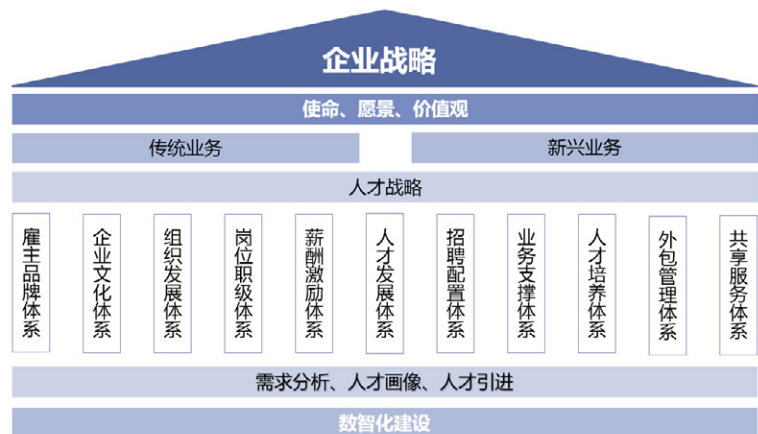 企业战略
使命、愿景、价值观
传统业务
新兴业务
人才战略
雇主品牌体系
企业文化体系
组织发展体系
岗位职级体系
薪酬激励体系
人才发展体系
招聘配置体系
业务支撑体系
人才培养体系
外包管理体系
共享服务体系
需求分析、人才画像、人才引进
数智化建设